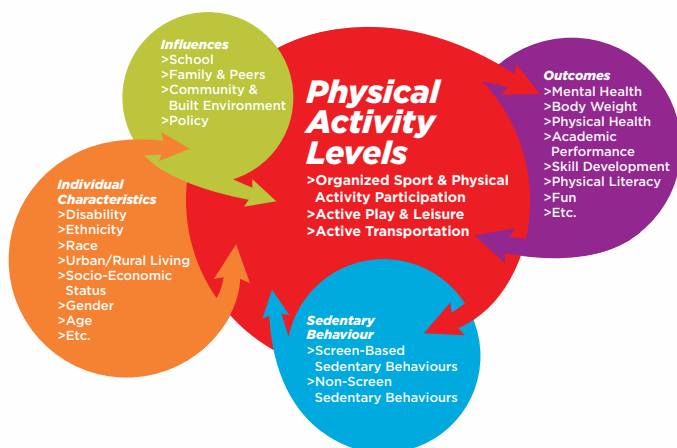 Influences
>School
>Family & Peers
>Community &
Built Environment
>Policy
Physical
Activity
Levels
>Organized Sport & Physical
Activity Participation
>Active Play & Leisure
>Active Transportation
Outcomes
>Mental Health
>Body Weight
>Physical Health
>Academic
Performance
>Skill Development
>Physical Literacy
>Fun
>Etc.
Individual
Characteristics
>Disability
>Ethnicity
>Race
>Urban/Rural Living
>Socio-Economic
Status
>Gender
>Age
>Etc.
Sedentary
Behaviour
>Screen-Based
Sedentary Behaviours
>Non-Screen
Sedentary Behaviours